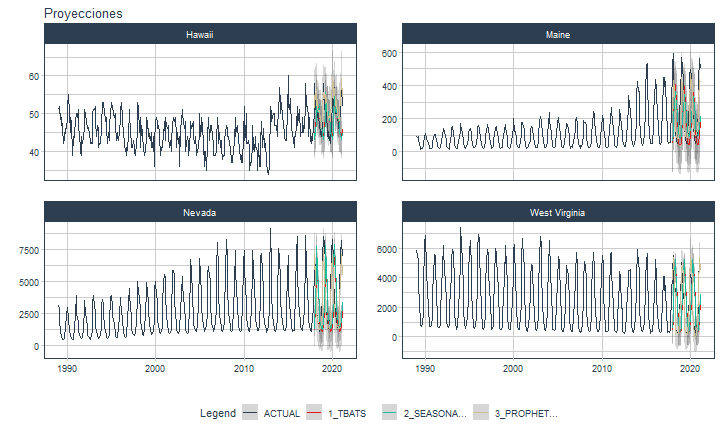 Proyecciones
Hawaii
Maine
60
50
40
600
400
200
0
Nevada
West Virginia
7500
5000
2500
0
6000
4000
2000
0
1990 2000 2010 2020
1990 2000 2010 2020
Legend ACTUAL 1_TBATS 2_SEASONA... 3_PROPHET...